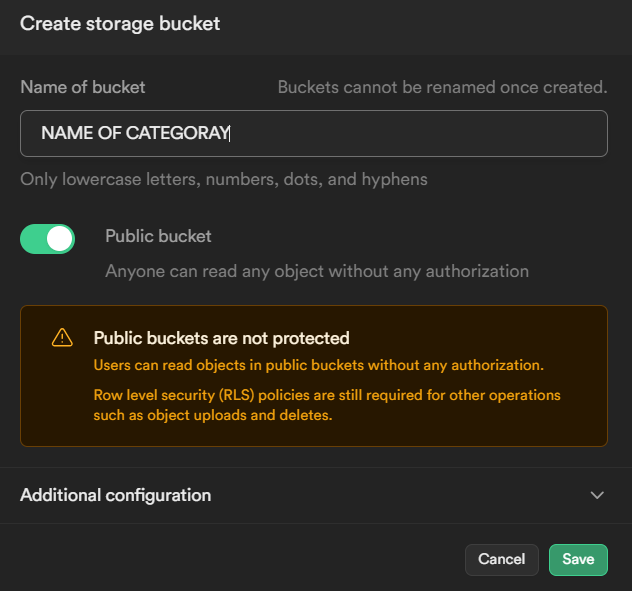 Create storage bucket
Name of bucket
Buckets cannot be renamed once created.
NAME OF CATEGORAY
Only lowercase letters, numbers, dots, and hyphens
Public bucket
Anyone can read any object without any authorization
Public buckets are not protected
Users can read objects in public buckets without any authorization.
Row level security (RLS) policies are still required for other operations
such as object uploads and deletes.
Additional configuration
Cancel
Save